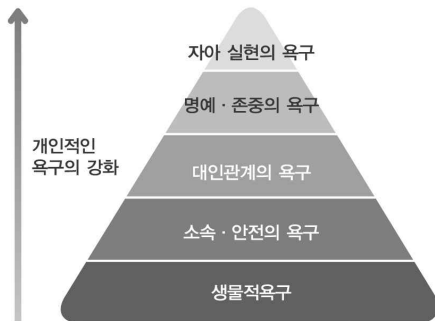 자아 실현의 욕구
명예 · 존중의 욕구
개인적인
욕구의 강화
대인관계의 욕구
소속 · 안전의 욕구
생물적욕구